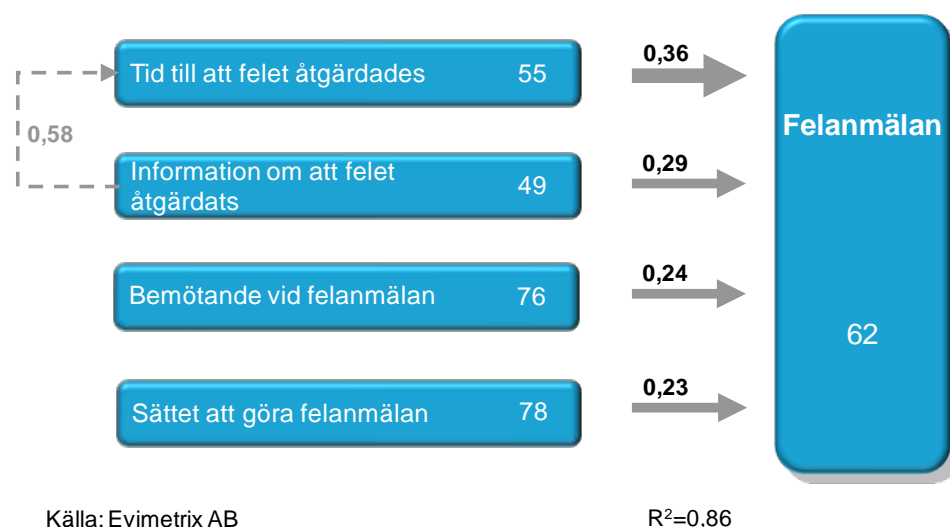 Tid till att felet åtgärdades 55
0,36
Felanmälan
0,58
Information om att felet
åtgärdats
49
0,29
Bemötande vid felanmälan 76
0,24
62
Sättet att göra felanmälan 78
0,23
Källa: Evimetrix AB
R²=0,86